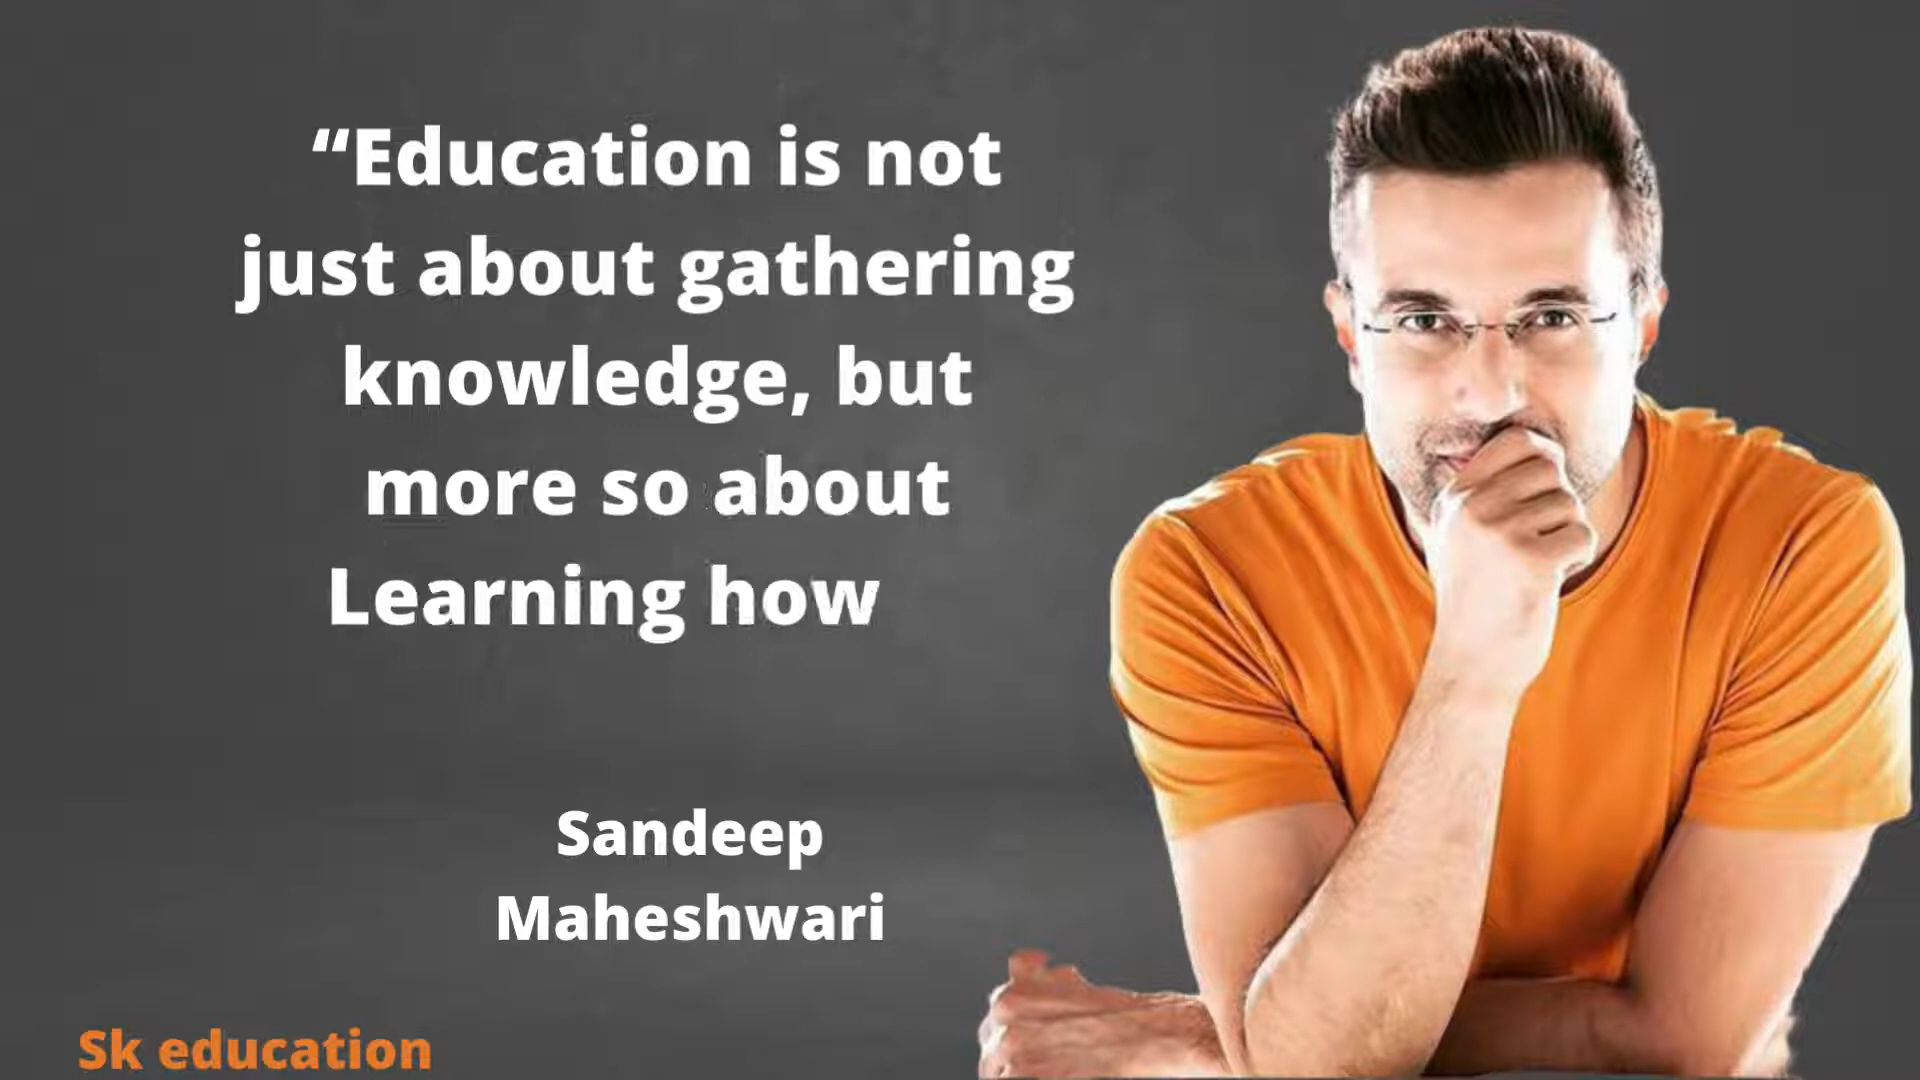 “Education is not
just about gathering
knowledge, but
more so about
Learning how
Sandeep
Maheshwari
Sk education